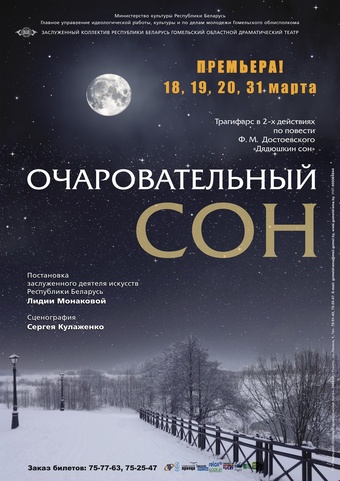 Министерство культуры Республики Беларусь
Главное управление идеологической работы, культуры и по делам молодежи Гомельского облисполкома
ЗАСЛУЖЕННЫЙ КОЛЛЕКТИВ РЕСПУБЛИКИ БЕЛАРУСЬ ГОМЕЛЬСКИЙ ОБЛАСТНОЙ ДРАМАТИЧЕСКИЙ ТЕАТР
ПРЕМЬЕРА!
18, 19, 20, 31 марта
Трагифарс в 2-х действиях
по повести
Ф. М. Достоевского
«Дядюшкин сон»
ОЧАРОВАТЕЛЬНЫЙ
СОН
Постановка
заслуженного деятеля искусств
Республики Беларусь
Лидии Монаковой
Сценография
Сергея Кулаженко
Заказ билетов: 75-77-63, 75-25-47